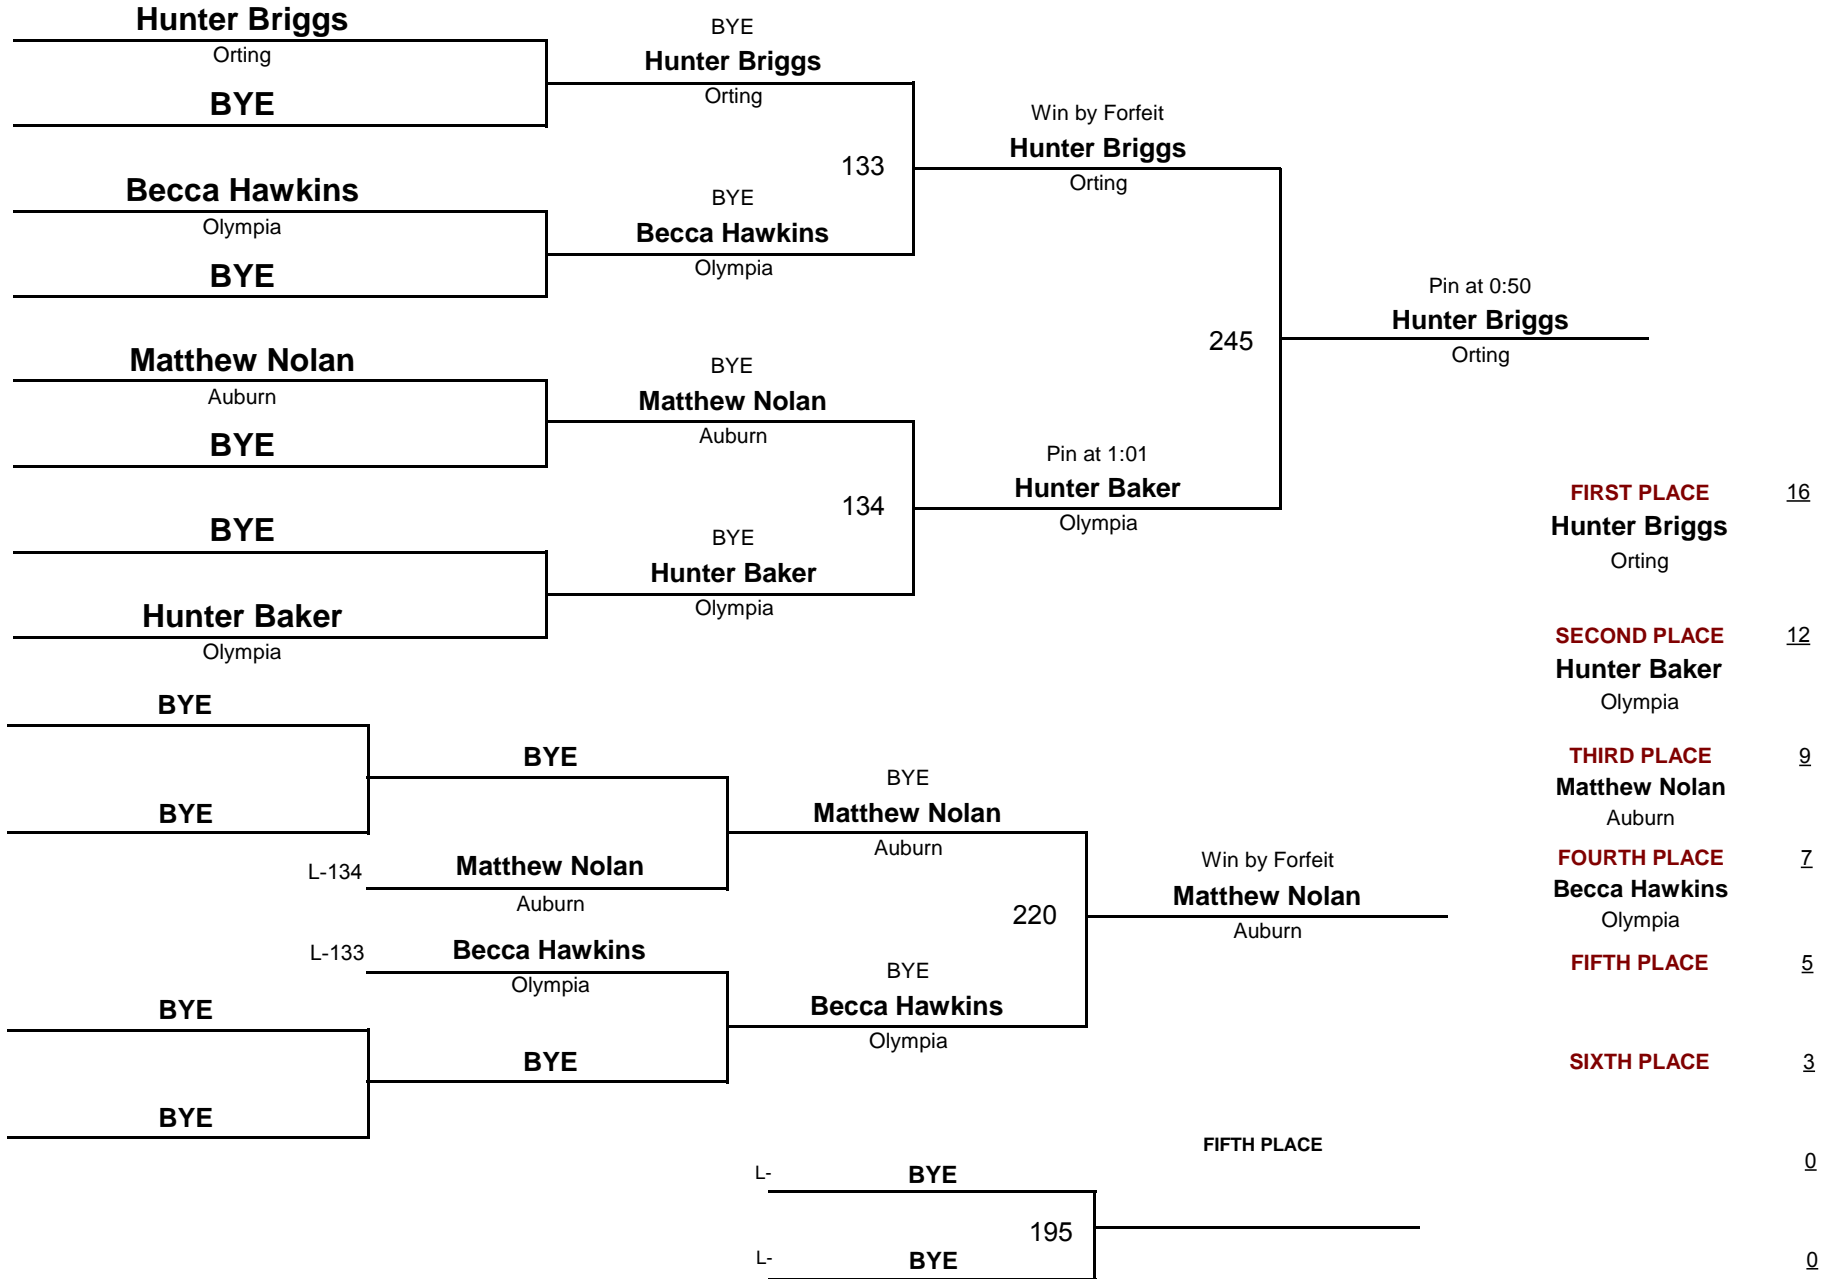 Hunter Briggs
Orting
BYE
Becca Hawkins
Olympia
BYE
Matthew Nolan
Auburn
BYE
BYE
Hunter Baker
Olympia
BYE
Hunter Briggs
Orting
133
BYE
Becca Hawkins
Olympia
BYE
Matthew Nolan
Auburn
134
BYE
Hunter Baker
Olympia
Win by Forfeit
Hunter Briggs
Orting
245
Pin at 1:01
Hunter Baker
Olympia
Pin at 0:50
Hunter Briggs
Orting
FIRST PLACE 16
Hunter Briggs
Orting
SECOND PLACE 12
Hunter Baker
Olympia
THIRD PLACE 9
Matthew Nolan
Auburn
FOURTH PLACE 7
Becca Hawkins
Olympia
FIFTH PLACE 5
SIXTH PLACE 3
0
0
BYE
BYE
BYE
L-134 Matthew Nolan
Auburn
L-133 Becca Hawkins
Olympia
BYE
BYE
BYE
BYE
Matthew Nolan
Auburn
220
BYE
Becca Hawkins
Olympia
Win by Forfeit
Matthew Nolan
Auburn
FIFTH PLACE
L- BYE
195
L- BYE